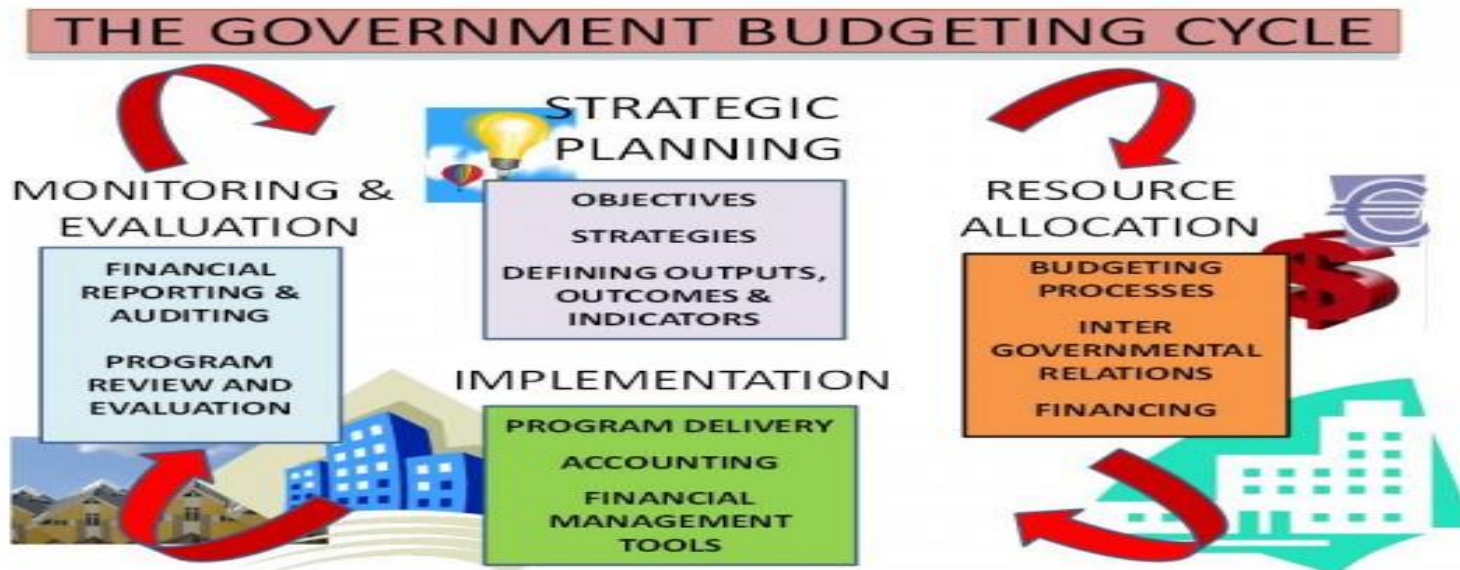 THE GOVERNMENT BUDGETING CYCLE
STRATEGIC
PLANNING
OBJECTIVES
STRATEGIES
DEFINING OUTPUTS,
OUTCOMES &
INDICATORS
RESOURCE
ALLOCATION
BUDGETING
PROCESSES
INTER
GOVERNMENTAL
RELATIONS
FINANCING
IMPLEMENTATION
PROGRAM DELIVERY
ACCOUNTING
FINANCIAL
MANAGEMENT
TOOLS
MONITORING &
EVALUATION
FINANCIAL
REPORTING &
AUDITING
PROGRAM
REVIEW AND
EVALUATION